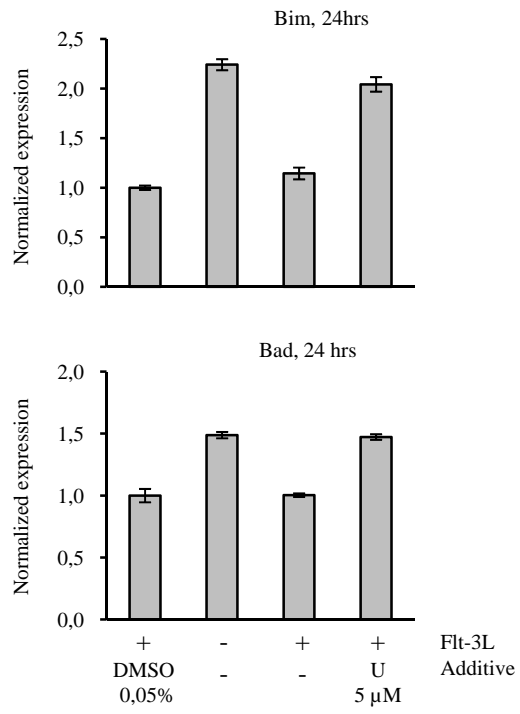 Bim, 24hrs
Normalized expression
2,5
2,0
1,5
1,0
0,5
0,0
Bad, 24 hrs
Normalized expression
2,0
1,5
1,0
0,5
0,0
+ - + + Flt-3L
DMSO - - U Additive
0,05% 5 µM